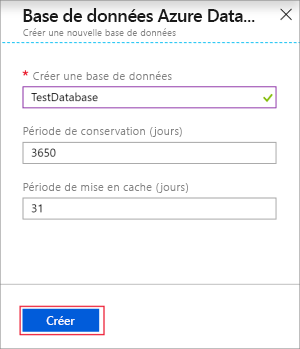 Base de données Azure Data...
Créer une nouvelle base de données
* Créer une base de données
TestDatabase
Période de conservation (jours)
3650
Période de mise en cache (jours)
31
Créer